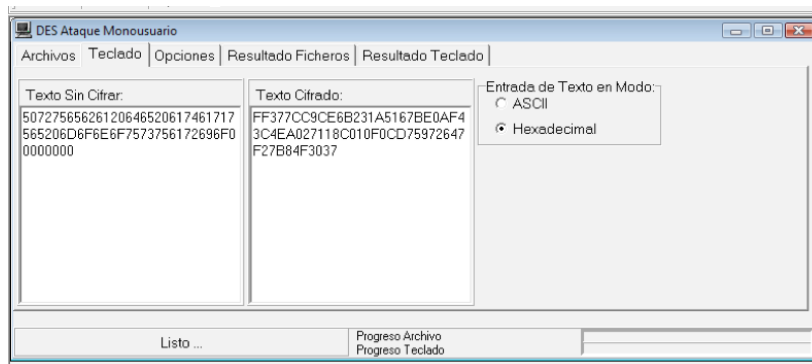 DES Ataque Monousuario
Archivos Teclado Opciones Resultado Ficheros Resultado Teclado
Texto Sin Cifrar:
50727565626120646520617461717
565206D6F6E6F7573756172696F0
0000000
Texto Cifrado:
FF377CC9CE6B231A5167BE0AF4
3C4EA027118C010F0CD75972647
F27B84F3037
Entrada de Texto en Modo:
ASCII
Hexadecimal
Listo ...
Progreso Archivo
Progreso Teclado